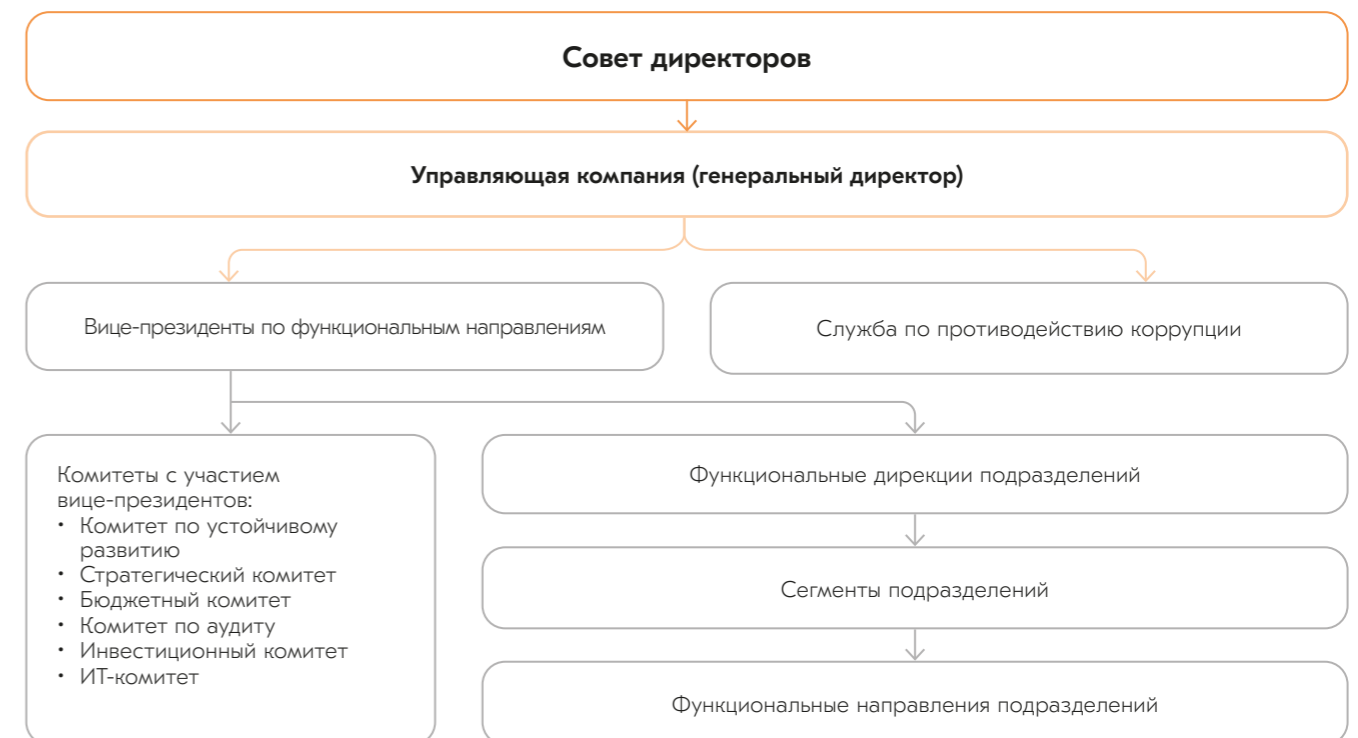 Совет директоров
Управляющая компания (генеральный директор)
Вице-президенты по функциональным направлениям
Служба по противодействию коррупции
Комитеты с участием
вице-президентов:
• Комитет по устойчивому
развитию
• Стратегический комитет
• Бюджетный комитет
• Комитет по аудиту
• Инвестиционный комитет
• ИТ-комитет
Функциональные дирекции подразделений
Сегменты подразделений
Функциональные направления подразделений